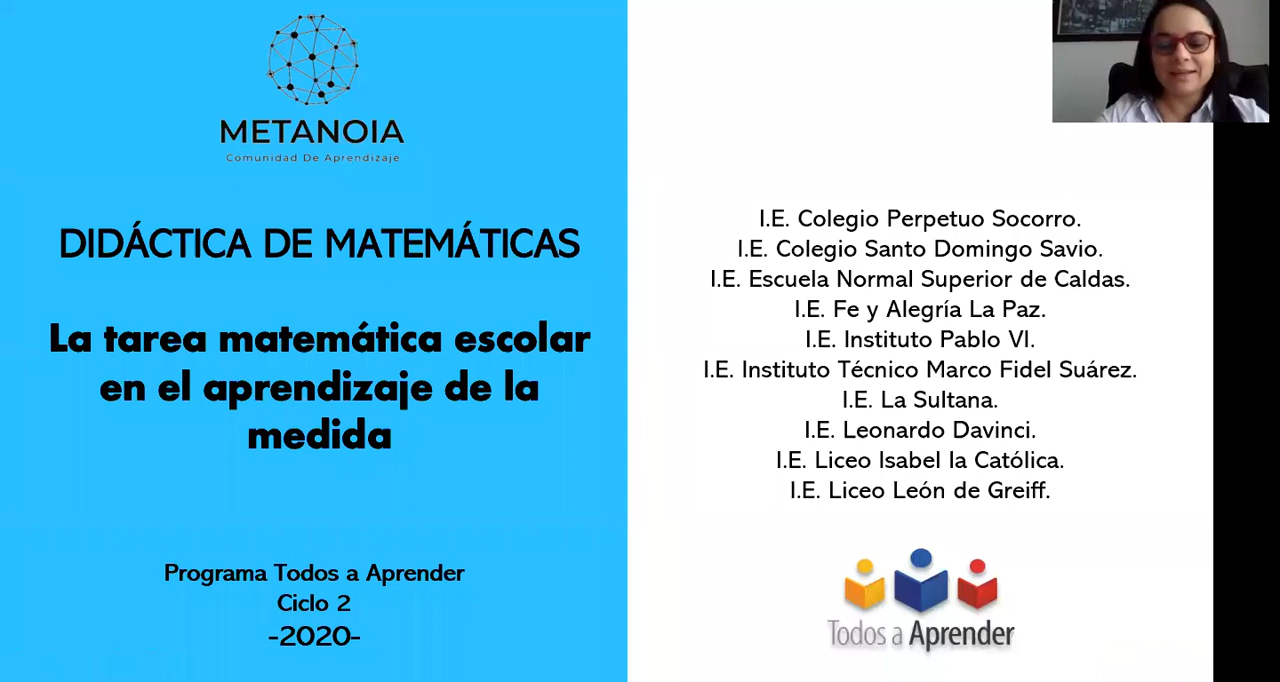 METANOIA
Comunidad De Aprendizaje
DIDÁCTICA DE MATEMÁTICAS
La tarea matemática escolar
en el aprendizaje de la
medida
Programa Todos a Aprender
Ciclo 2
-2020-
I.E. Colegio Perpetuo Socorro.
I.E. Colegio Santo Domingo Savio.
I.E. Escuela Normal Superior de Caldas.
I.E. Fe y Alegría La Paz.
I.E. Instituto Pablo VI.
I.E. Instituto Técnico Marco Fidel Suárez.
I.E. La Sultana.
I.E. Leonardo Davinci.
I.E. Liceo Isabel la Católica.
I.E. Liceo León de Greiff.
Todos a Aprender